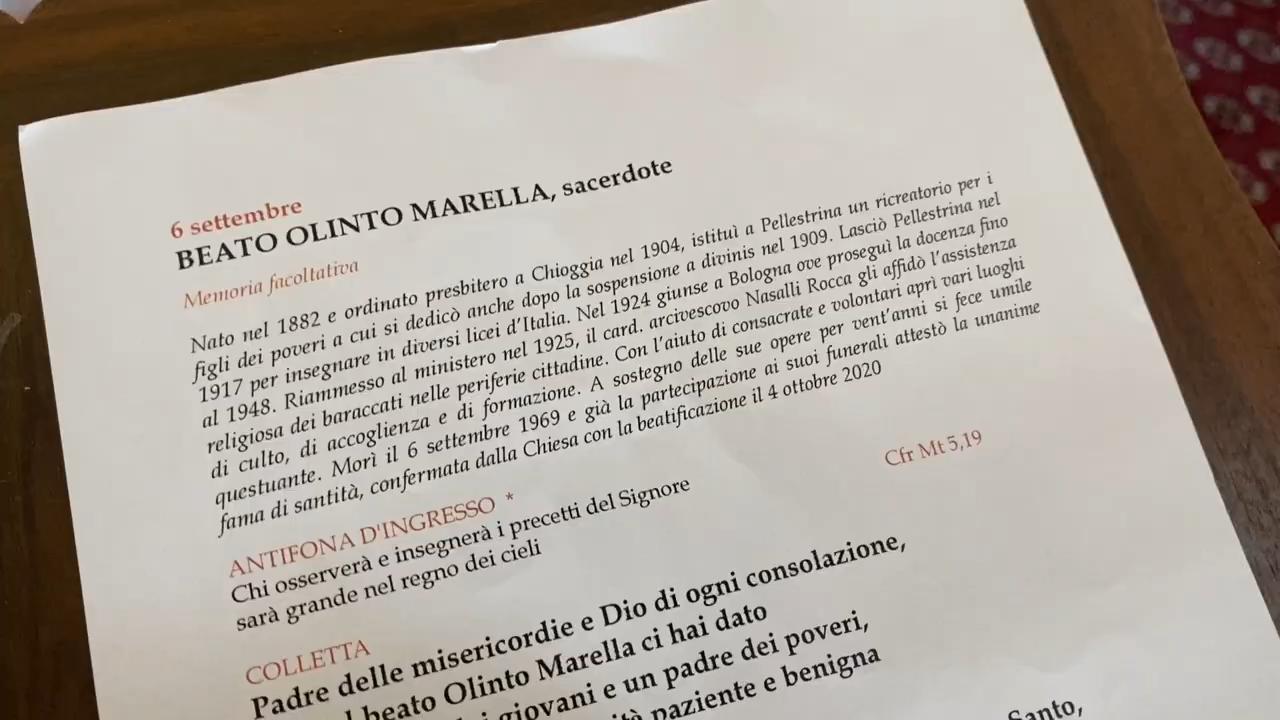 6 settembre
BEATO OLINTO MARELLA, sacerdote
Memoria facoltativa
Nato nel 1882 e ordinato presbitero a Chioggia nel 1904, istituì a Pellestrina un ricreatorio per i
figli dei poveri a cui si dedicò anche dopo la sospensione a divinis nel 1909. Lasciò Pellestrina nel
1917 per insegnare in diversi licei d'Italia. Nel 1924 giunse a Bologna ove proseguì la docenza fino
al 1948. Riammesso al ministero nel 1925, il card. arcivescovo Nasalli Rocca gli affidò l'assistenza
religiosa dei baraccati nelle periferie cittadine. Con l'aiuto di consacrate e volontari aprì vari luoghi
di culto, di accoglienza e di formazione. A sostegno delle sue opere per vent'anni si fece umile
questuante. Morì il 6 settembre 1969 e già la partecipazione ai suoi funerali attestò la unanime
fama di santità, confermata dalla Chiesa con la beatificazione il 4 ottobre 2020
Cfr Mt 5,19
ANTIFONA D'INGRESSO *
Chi osserverà e insegnerà i precetti del Signore
sarà grande nel regno dei cieli
COLLETTA
Padre delle misericordie e Dio di ogni consolazione,
beato Olinto Marella ci hai dato
giovani e un padre dei poveri,
paziente e benigna
Santo,